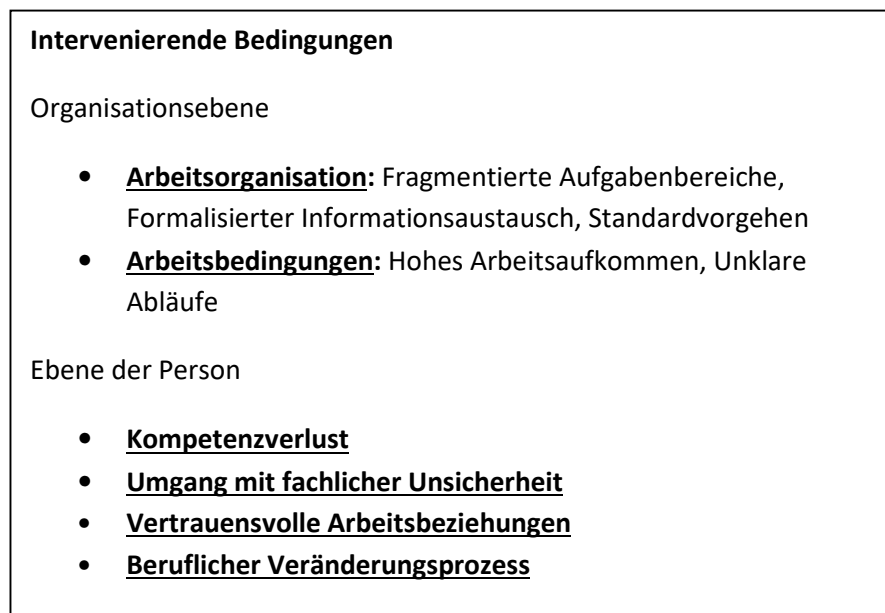 Intervenierende Bedingungen
Organisationsebene
• Arbeitsorganisation: Fragmentierte Aufgabenbereiche,
Formalisierter Informationsaustausch, Standardvorgehen
• Arbeitsbedingungen: Hohes Arbeitsaufkommen, Unklare
Abläufe
Ebene der Person
• Kompetenzverlust
• Umgang mit fachlicher Unsicherheit
• Vertrauensvolle Arbeitsbeziehungen
• Beruflicher Veränderungsprozess